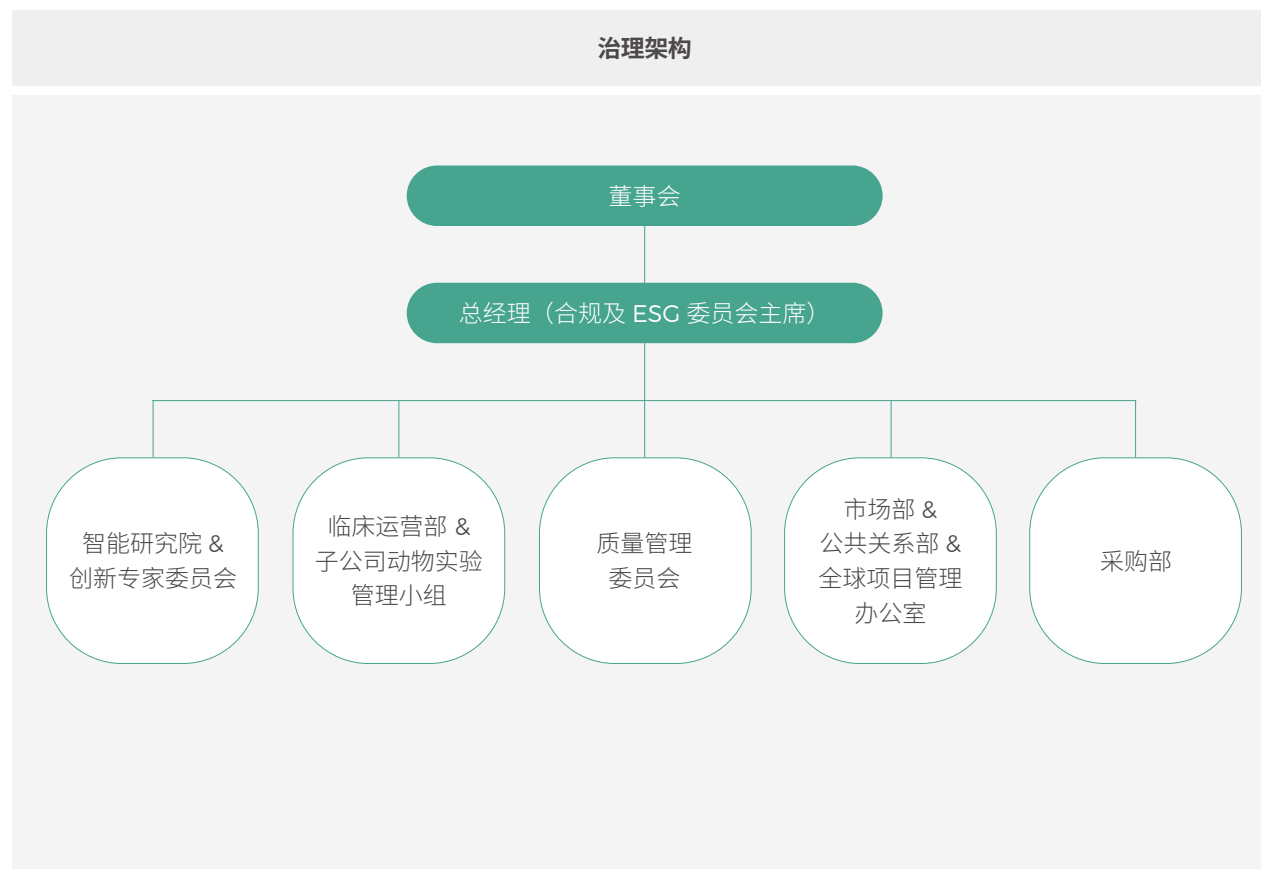 治理架构
董事会
总经理（合规及 ESG 委员会主席）
智能研究院 &
创新专家委员会
临床运营部 &
子公司动物实验
管理小组
质量管理
委员会
市场部 &
公共关系部 &
全球项目管理
办公室
采购部